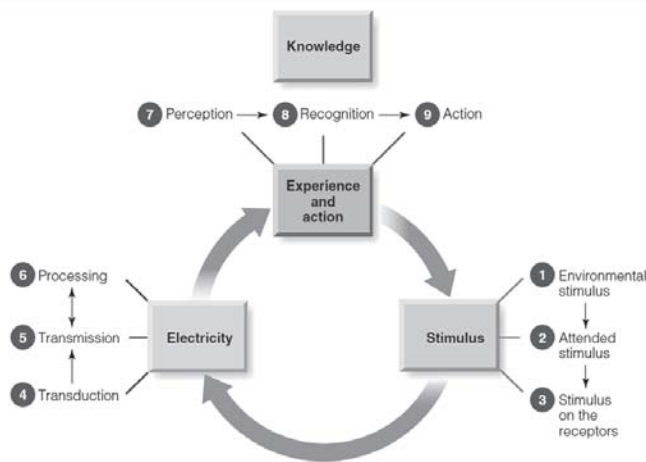 Knowledge
7 Perception
8 Recognition
9 Action
Experience
and
action
6 Processing
5 Transmission
4 Transduction
Electricity
Stimulus
1 Environmental
stimulus
2 Attended
stimulus
3 Stimulus
on the
receptors